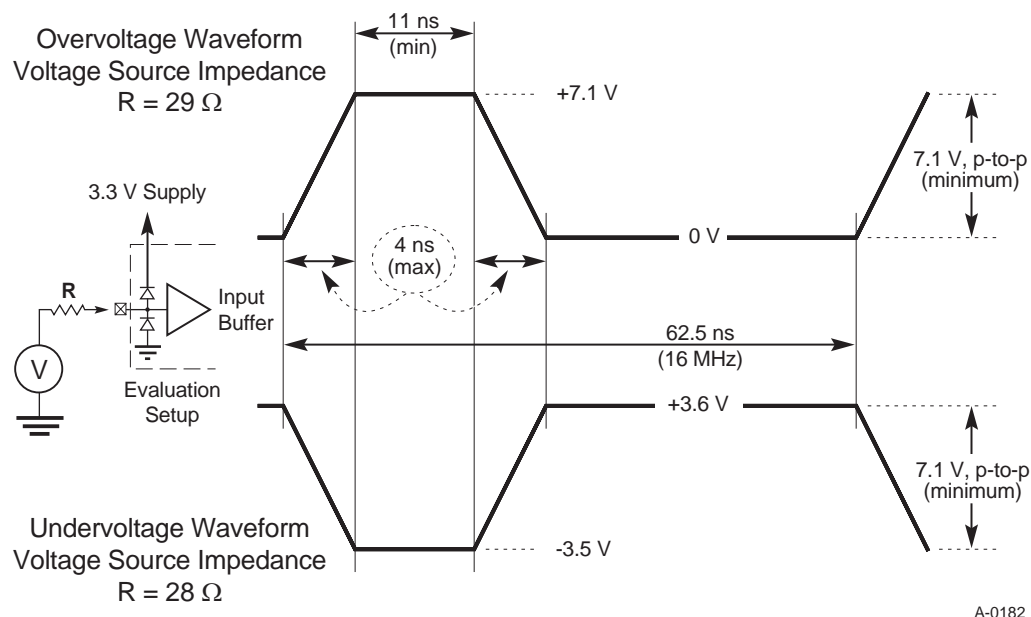 Overvoltage Waveform
Voltage Source Impedance
R = 29 Ω
11 ns
(min)
+7.1 V
7.1 V, p-to-p
(minimum)
3.3 V Supply
0 V
4 ns
(max)
R
Input
Buffer
V
Evaluation
Setup
62.5 ns
(16 MHz)
+3.6 V
7.1 V, p-to-p
(minimum)
Undervoltage Waveform
Voltage Source Impedance
R = 28 Ω
-3.5 V
A-0182